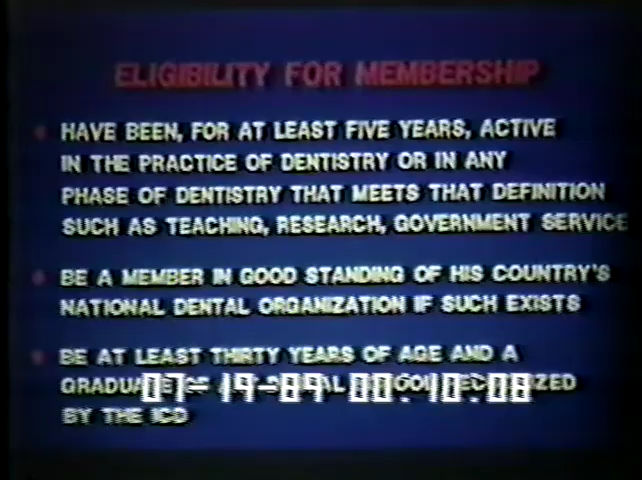 ELIGIBILITY FOR MEMBERSHIP
HAVE BEEN, FOR AT LEAST FIVE YEARS, ACTIVE
IN THE PRACTICE OF DENTISTRY OR IN ANY
PHASE OF DENTISTRY THAT MEETS THAT DEFINITION
SUCH AS TEACHING, RESEARCH, GOVERNMENT SERVICE
BE A MEMBER IN GOOD STANDING OF HIS COUNTRY'S
NATIONAL DENTAL ORGANIZATION IF SUCH EXISTS
BE AT LEAST THIRTY YEARS OF AGE AND A
07-19-89 00.40.08
BY THE ICD